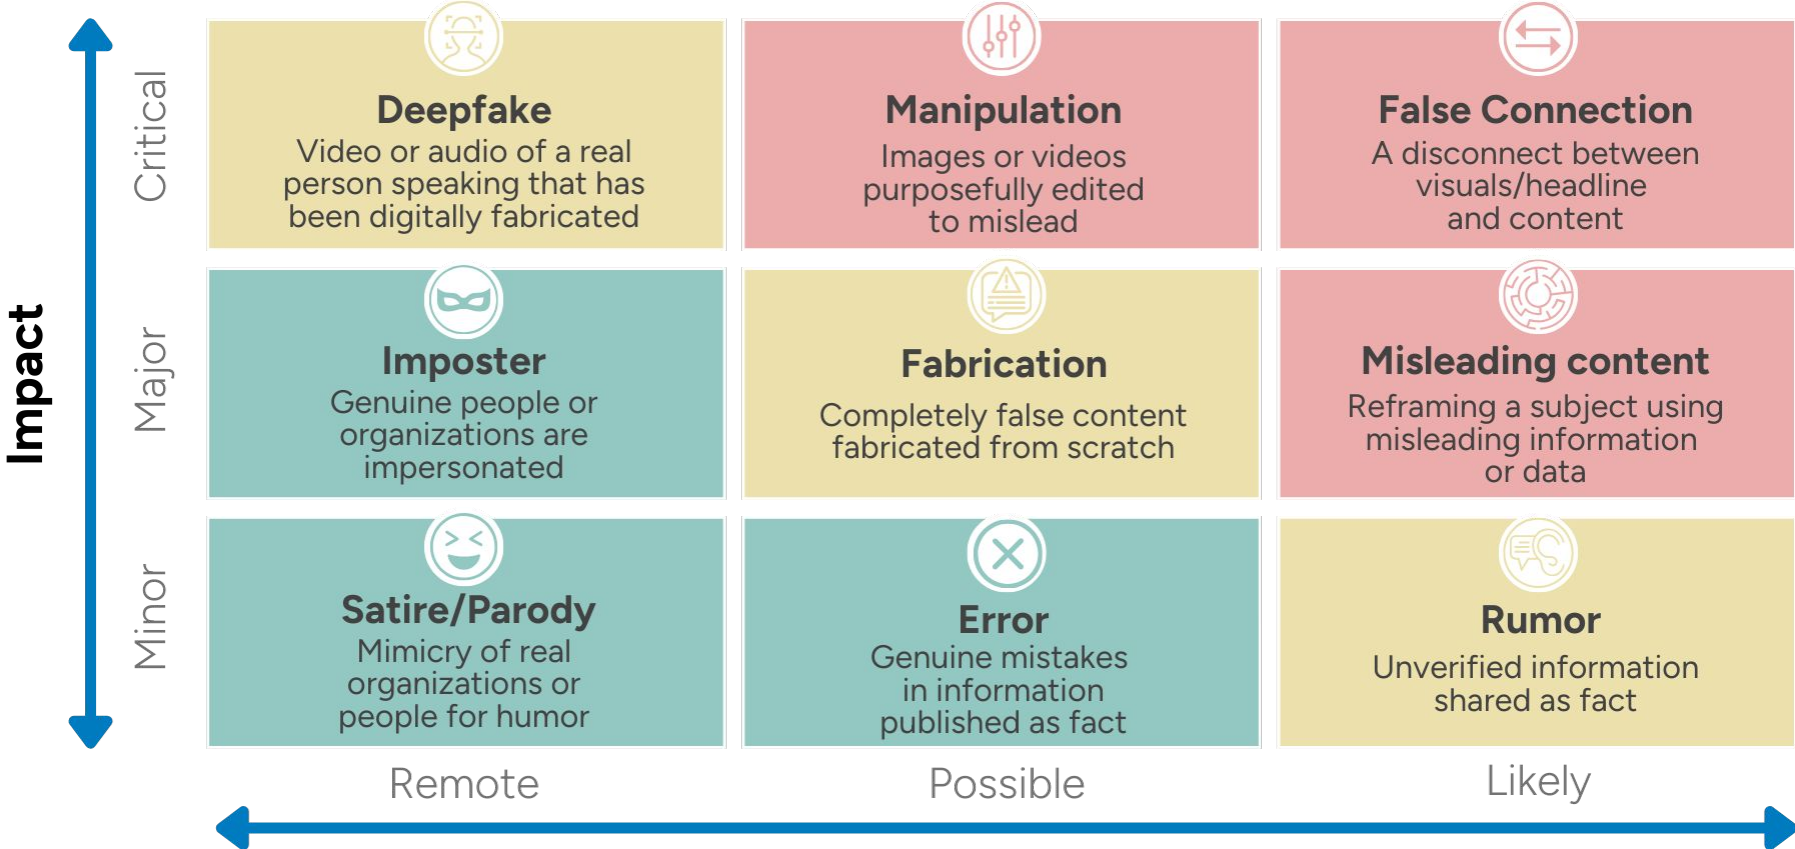 Impact
Critical
Deepfake
Video or audio of a real
person speaking that has
been digitally fabricated
Manipulation
Images or videos
purposefully edited
to mislead
False Connection
A disconnect between
visuals/headline
and content
Major
Imposter
Genuine people or
organizations are
impersonated
Fabrication
Completely false content
fabricated from scratch
Misleading content
Reframing a subject using
misleading information
or data
Minor
Satire/Parody
Mimicry of real
organizations or
people for humor
Error
Genuine mistakes
in information
published as fact
Rumor
Unverified information
shared as fact
Remote
Possible
Likely